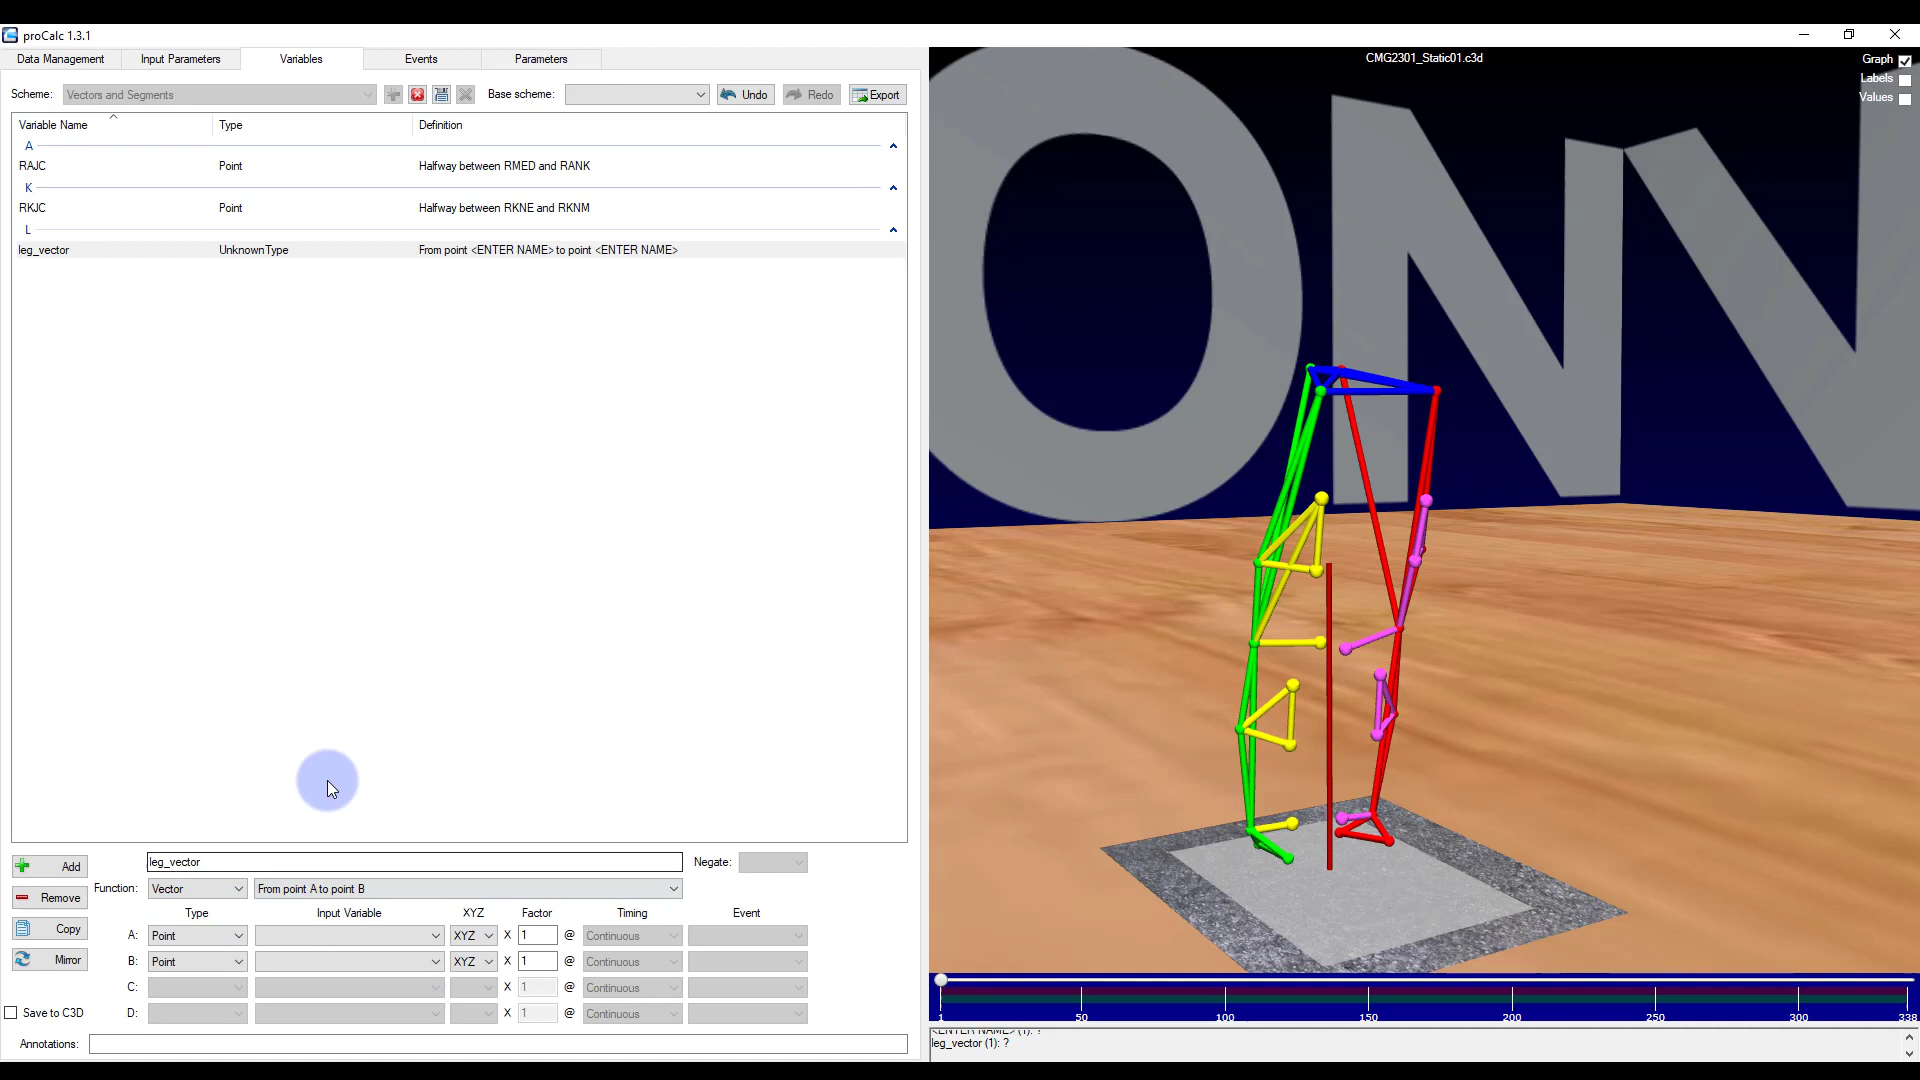 proCalc 1.3.1
Data Management Input Parameters Variables Events Parameters
Scheme: Vectors and Segments Base scheme: Undo Redo Export
Variable Name Type Definition
A
RAJC Point Halfway between RMED and RANK
K
RKJC Point Halfway between RKNE and RKNM
L
leg_vector UnknownType From point <ENTER NAME> to point <ENTER NAME>
Add leg_vector Negate:
Function: Vector From point A to point B
Remove
Type Input Variable XYZ Factor Timing Event
Copy
A: Point XYZ X 1 @ Continuous
Mirror
B: Point XYZ X 1 @ Continuous
C: X 1 @ Continuous
Save to C3D D: X 1 @ Continuous
Annotations:
CMG2301_Static01.c3d
Graph
Labels
Values
ONV
1 50 100 150 200 250 300 338
<ENTER NAME> (1): ?
leg_vector (1): ?